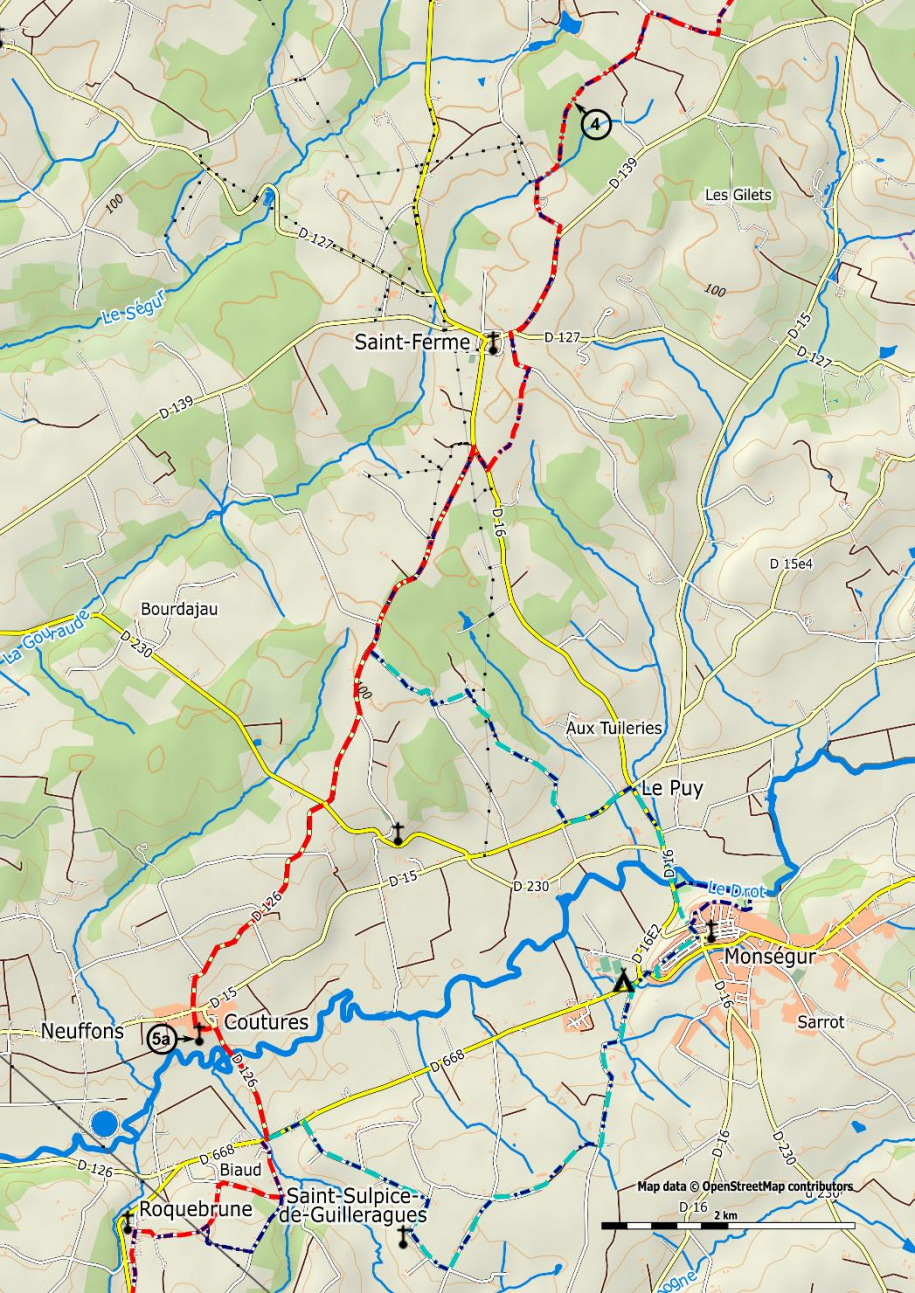 4
D-139
Les Gilets
100
D-127
100
Le Ségur
D-15
Saint-Ferme
D 127
D-127
D-139
D-16
D 15e4
Bourdajau
La Gouraude
D-230
100
Aux Tuileries
Le Puy
D-16
D-15
D-230
Le Drot
D-126
D-16E2
Monségur
D-15
D-16
Neuffons
Coutures
Sarrot
5a
D-126
D 668
D-668
D-16
D-230
D-126
Biaud
Map data © OpenStreetMap contributors
Saint-Sulpice-
de-Guilleragues
Roquebrune
D-16
2 km